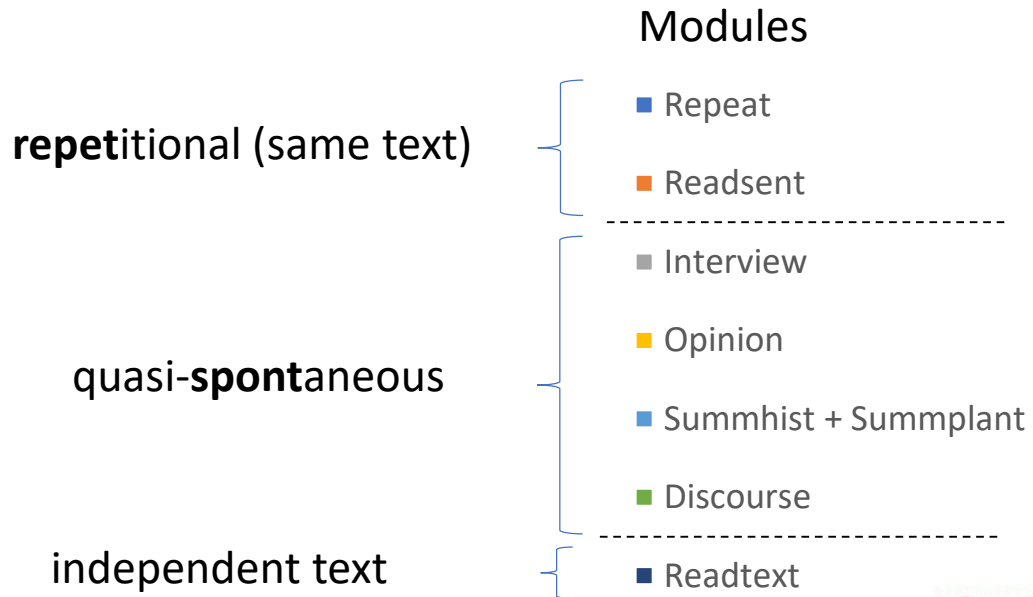 Modules
repetitional (same text)
Repeat
Readsent
quasi-spontaneous
Interview
Opinion
Summhist + Summplant
Discourse
independent text
Readtext